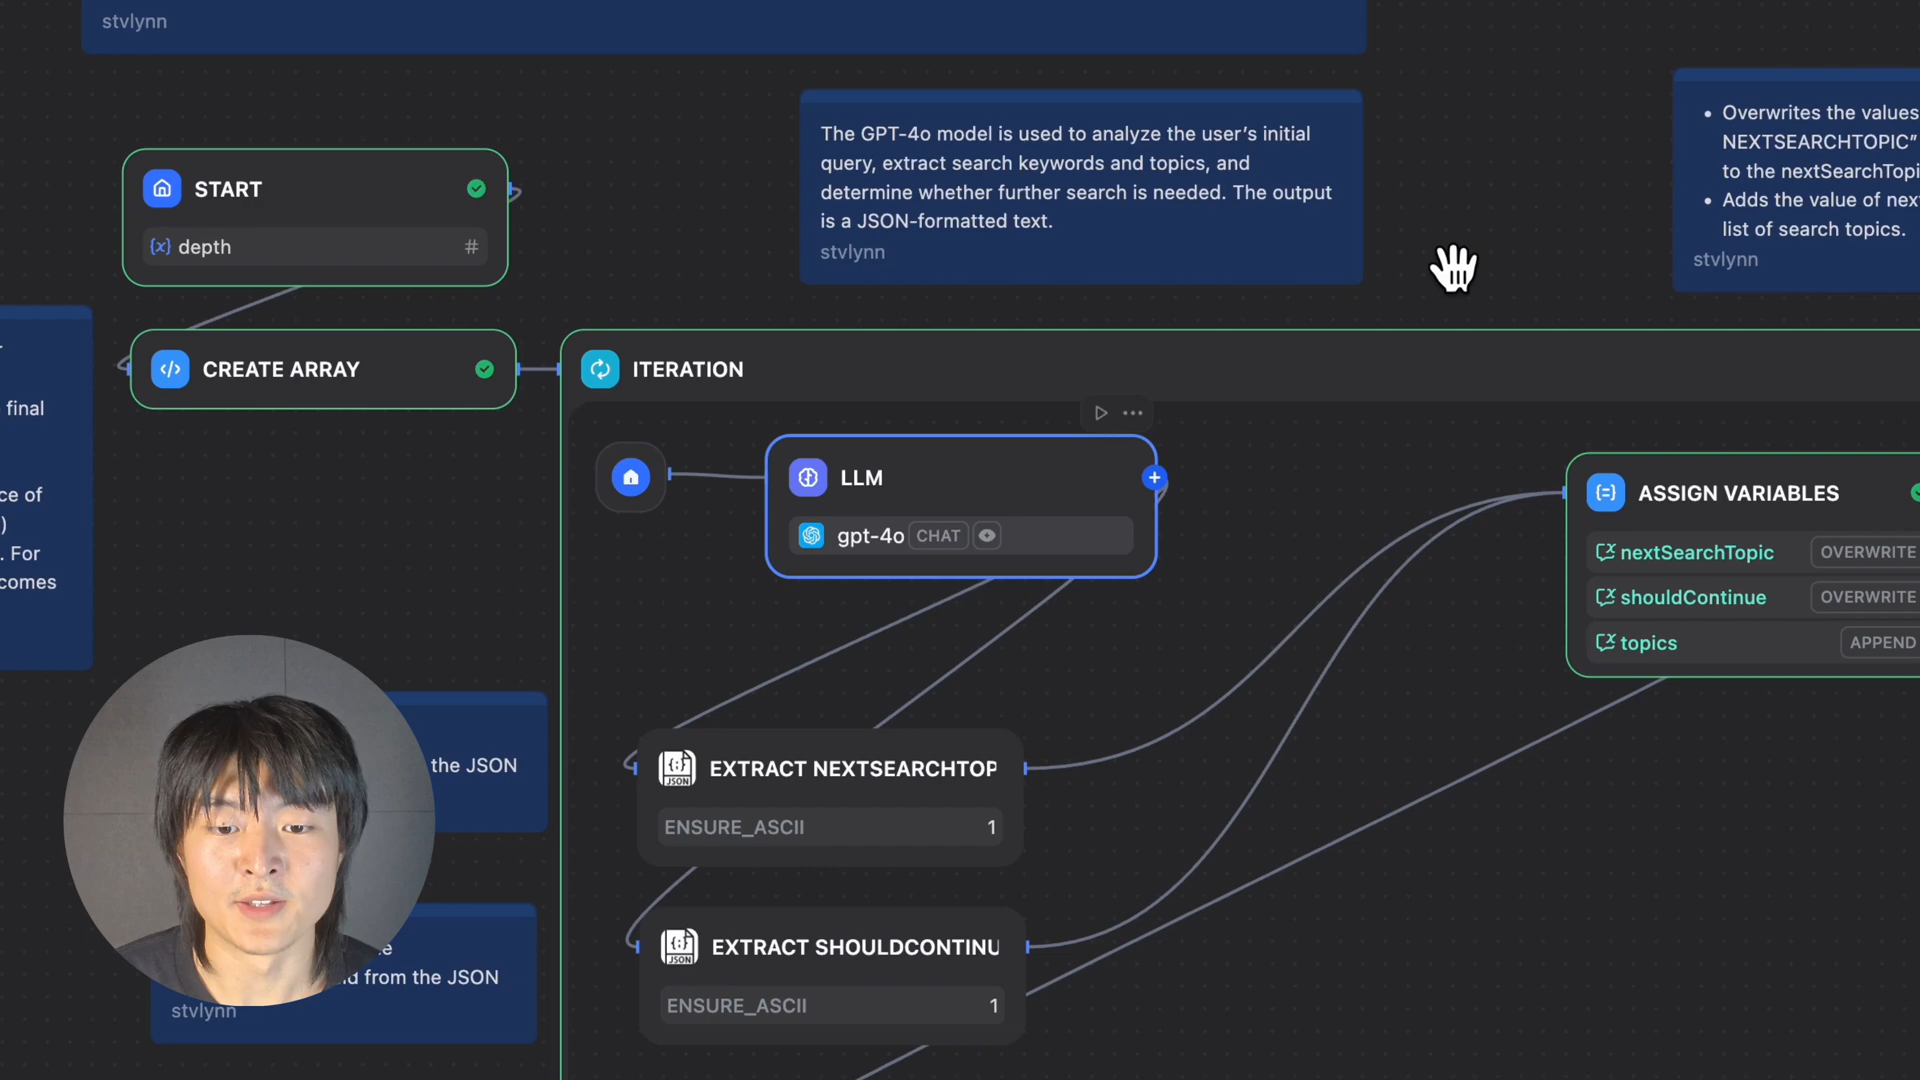 stvlynn
The GPT-4o model is used to analyze the user's initial
query, extract search keywords and topics, and
determine whether further search is needed. The output
is a JSON-formatted text.
stvlynn
Overwrites the values
NEXTSEARCHTOPIC"
to the nextSearchTopi
Adds the value of nex
list of search topics.
stvlynn
START
{x} depth #
final
ce of
)
. For
comes
CREATE ARRAY
ITERATION
LLM
gpt-4o CHAT
ASSIGN VARIABLES
nextSearchTopic OVERWRITE
shouldContinue OVERWRITE
topics APPEND
the JSON
JSON EXTRACT NEXTSEARCHTOP
ENSURE_ASCII 1
JSON EXTRACT SHOULDCONTINU
ENSURE_ASCII 1
e
d from the JSON
stvlynn